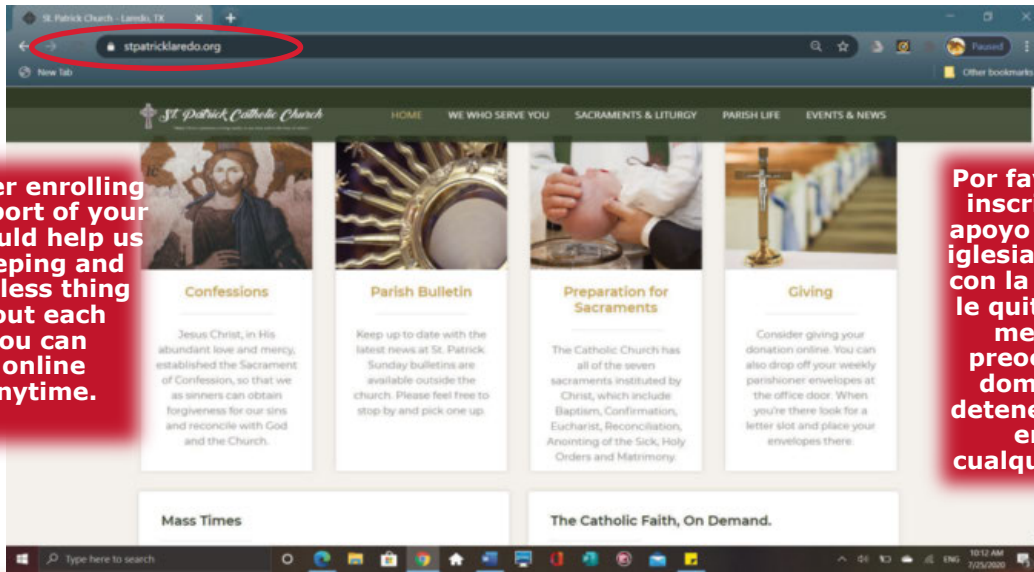 St. Patrick Church - Laredo, TX
stpatricklaredo.org
Paused
New Tab
Other bookmarks
St. Patrick Catholic Church
HOME WE WHO SERVE YOU SACRAMENTS & LITURGY PARISH LIFE EVENTS & NEWS
er enrolling
port of your
uld help us
eping and
less thing
out each
ou can
online
nytime.
Confessions
Jesus Christ, in His
abundant love and mercy,
established the Sacrament
of Confession, so that we
as sinners can obtain
forgiveness for our sins
and reconcile with God
and the Church.
Parish Bulletin
Keep up to date with the
latest news at St. Patrick.
Sunday bulletins are
available outside the
church. Please feel free to
stop by and pick one up.
Preparation for
Sacraments
The Catholic Church has
all of the seven
sacraments instituted by
Christ, which include
Baptism, Confirmation,
Eucharist, Reconciliation,
Anointing of the Sick, Holy
Orders and Matrimony.
Giving
Consider giving your
donation online. You can
also drop off your weekly
parishioner envelopes at
the office door. When
you're there look for a
letter slot and place your
envelopes there.
Por fav
inscri
apoyo
iglesia
con la
le quit
me
preoc
dom
detene
e
cualqu
Mass Times
The Catholic Faith, On Demand.
Type here to search
ENG
10:12 AM
7/25/2020